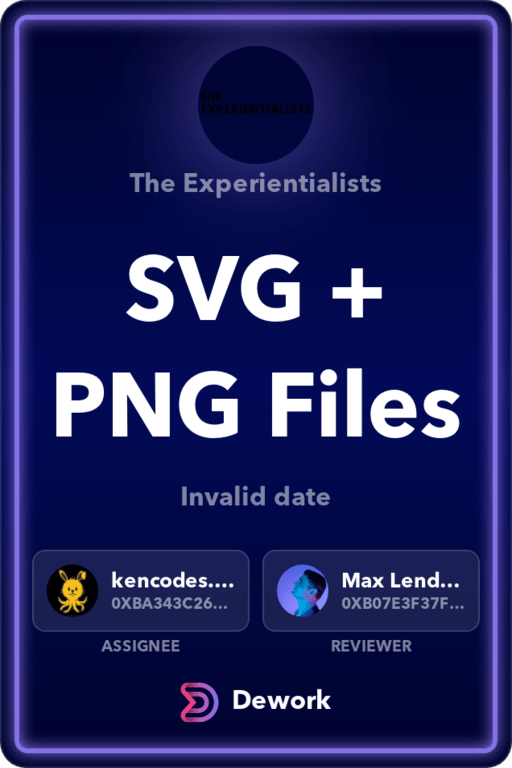 THE
EXPERIENTIALISTS
The Experientialists
SVG +
PNG Files
Invalid date
kencodes....
0XBA343C26...
ASSIGNEE
Max Lend...
0XB07E3F37F...
REVIEWER
Dework